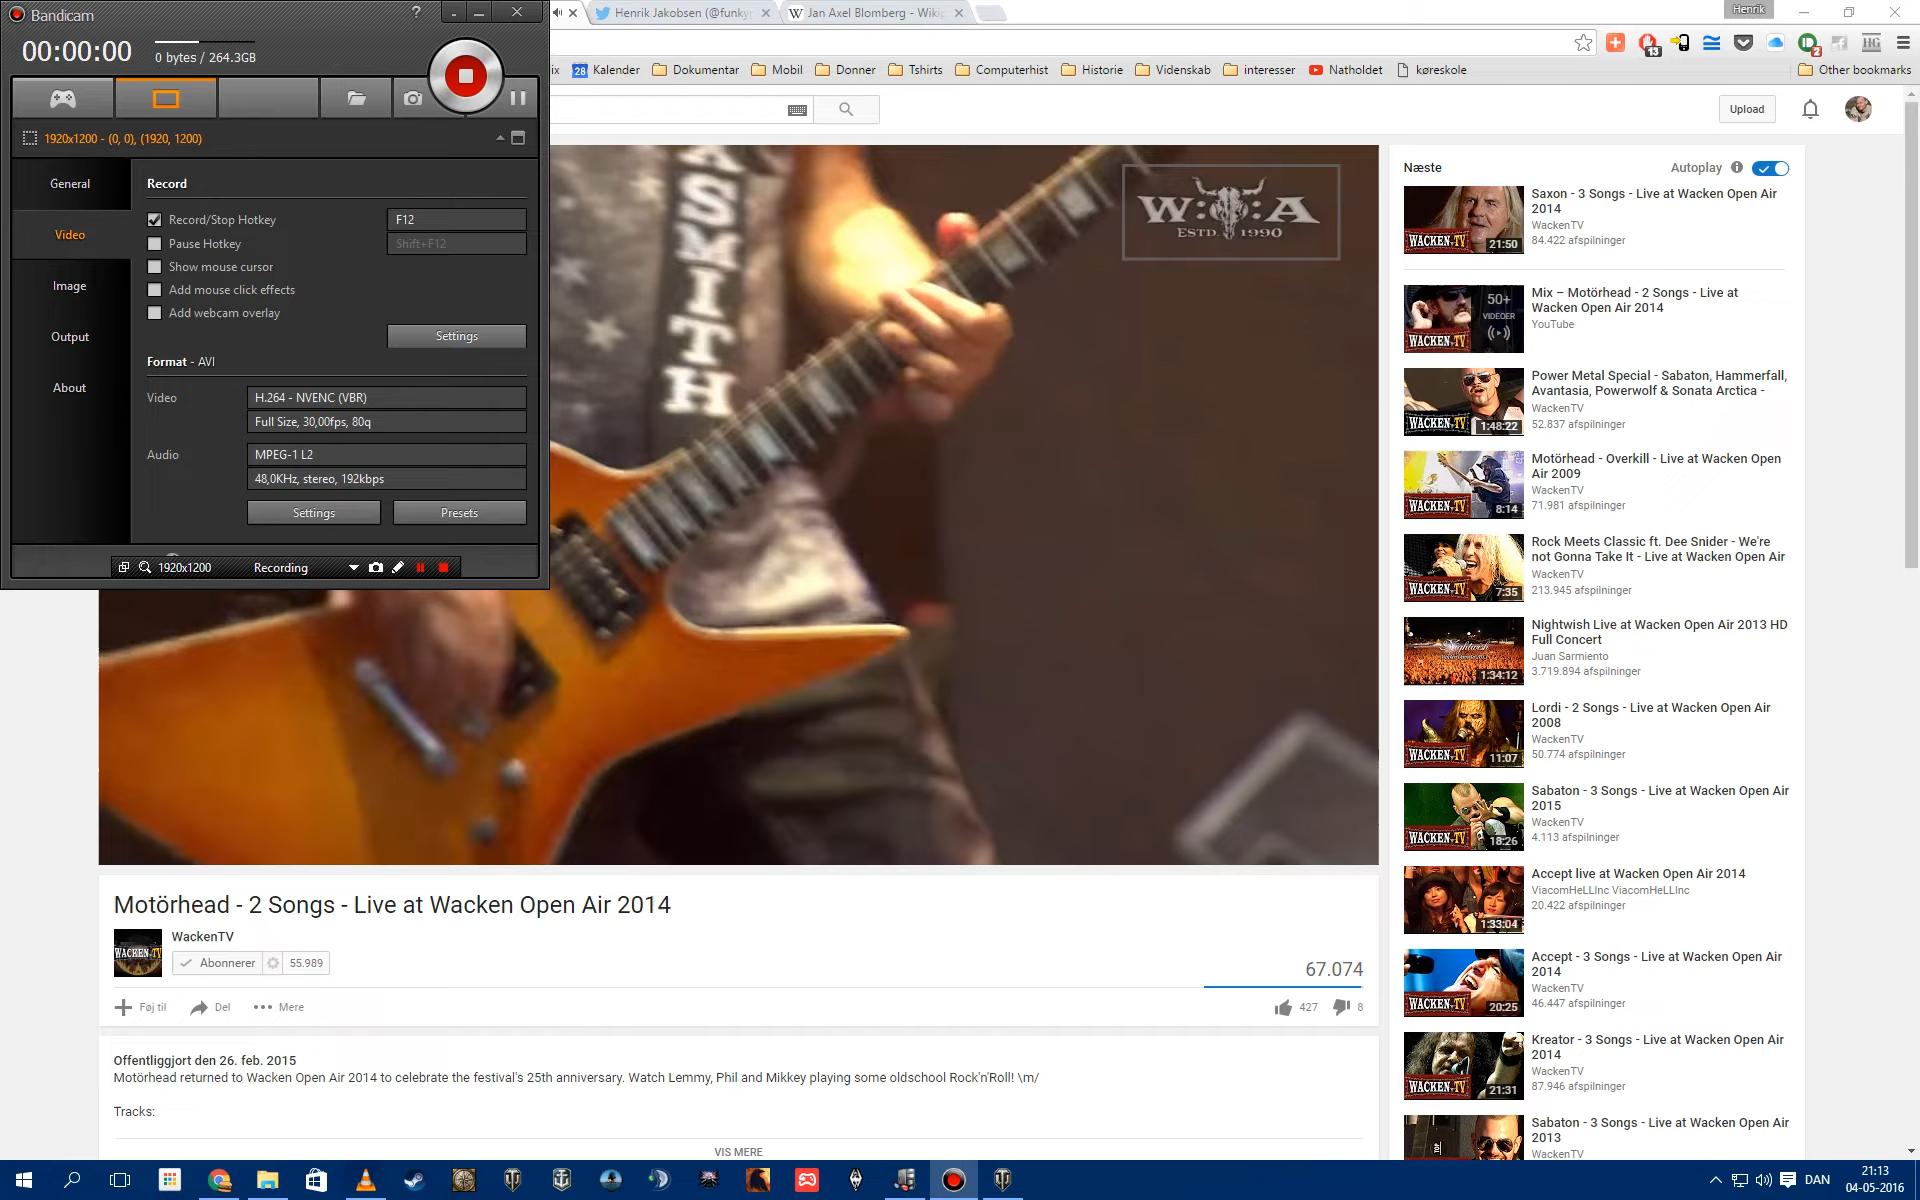 Bandicam
00:00:00
0 bytes / 264.3GB
1920x1200 - (0, 0), (1920, 1200)
General
Video
Image
Output
About
Record
Record/Stop Hotkey
F12
Pause Hotkey
Shift+F12
Show mouse cursor
Add mouse click effects
Add webcam overlay
Settings
Format - AVI
Video
H.264 - NVENC (VBR)
Full Size, 30,00fps, 80q
Audio
MPEG-1 L2
48,0KHz, stereo, 192kbps
Settings
Presets
1920x1200
Recording
Henrik Jakobsen (@funky
Jan Axel Blomberg - Wiki
Henrik
Kalender
Dokumentar
Mobil
Donner
Tshirts
Computerhist
Historie
Videnskab
interesser
Natholdet
køreskole
Other bookmarks
Upload
ASMITH
W:O:A
ESTD. 1990
Motörhead - 2 Songs - Live at Wacken Open Air 2014
WACKEN TV
WackenTV
Abonnerer
55.989
67.074
Føj til
Del
Mere
427
8
Offentliggjort den 26. feb. 2015
Motörhead returned to Wacken Open Air 2014 to celebrate the festival's 25th anniversary. Watch Lemmy, Phil and Mikkey playing some oldschool Rock'n'Roll! \m/
Tracks:
VIS MERE
Næste
Autoplay
Saxon - 3 Songs - Live at Wacken Open Air 2014
WackenTV
84.422 afspilninger
21:50
Mix – Motörhead - 2 Songs - Live at Wacken Open Air 2014
YouTube
50+
VIDEOER
Power Metal Special - Sabaton, Hammerfall, Avantasia, Powerwolf & Sonata Arctica -
WackenTV
52.837 afspilninger
1:48:22
Motörhead - Overkill - Live at Wacken Open Air 2009
WackenTV
71.981 afspilninger
8:14
Rock Meets Classic ft. Dee Snider - We're not Gonna Take It - Live at Wacken Open Air
WackenTV
213.945 afspilninger
7:35
Nightwish Live at Wacken Open Air 2013 HD Full Concert
Juan Sarmiento
3.719.894 afspilninger
1:34:12
Lordi - 2 Songs - Live at Wacken Open Air 2008
WackenTV
50.774 afspilninger
11:07
Sabaton - 3 Songs - Live at Wacken Open Air 2015
WackenTV
4.113 afspilninger
18:26
Accept live at Wacken Open Air 2014
ViacomHeLLInc ViacomHeLLInc
20.422 afspilninger
1:33:04
Accept - 3 Songs - Live at Wacken Open Air 2014
WackenTV
46.447 afspilninger
20:25
Kreator - 3 Songs - Live at Wacken Open Air 2014
WackenTV
87.946 afspilninger
21:31
Sabaton - 3 Songs - Live at Wacken Open Air 2013
WackenTV
DAN
21:13
04-05-2016